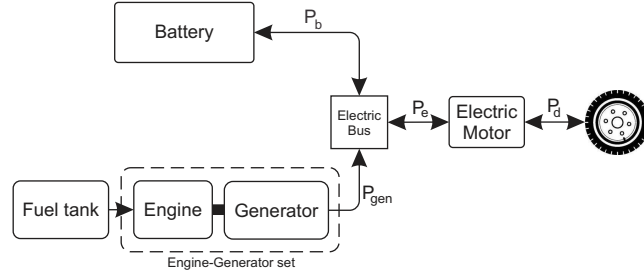 Battery
P_b
Electric
Bus
P_e
Electric
Motor
P_d
P_gen
Fuel tank
Engine
Generator
Engine-Generator set